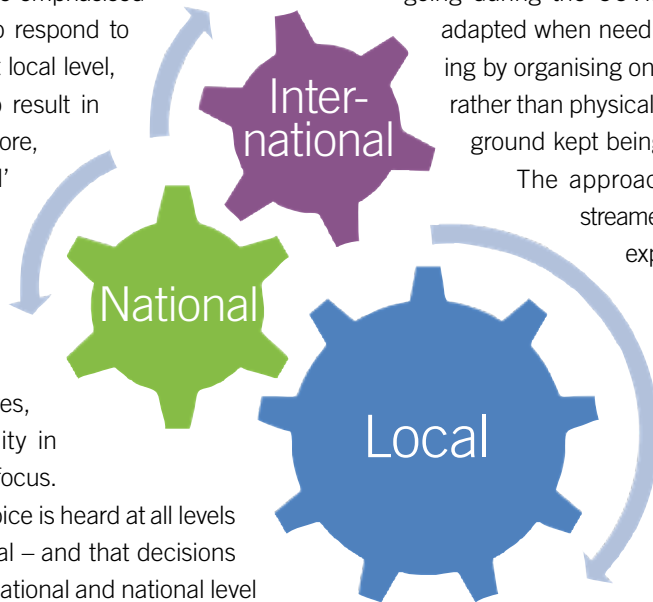 emphasised
respond to
local level,
result in
ore,
Inter-
national
National
Local
going during the
adapted when need
ing by organising on
rather than physical
ground kept being
The approac
streame
exp
es,
ity in
focus.
oice is heard at all levels
al – and that decisions
ational and national level